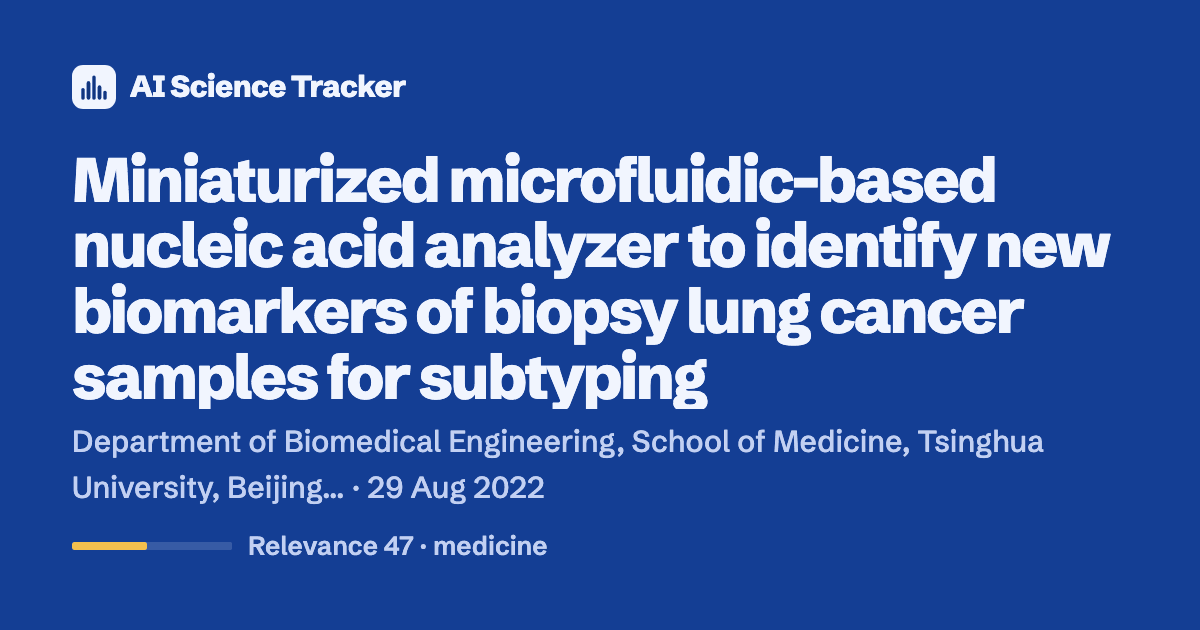 AI Science Tracker
Miniaturized microfluidic-based
nucleic acid analyzer to identify new
biomarkers of biopsy lung cancer
samples for subtyping
Department of Biomedical Engineering, School of Medicine, Tsinghua
University, Beijing... · 29 Aug 2022
Relevance 47 · medicine